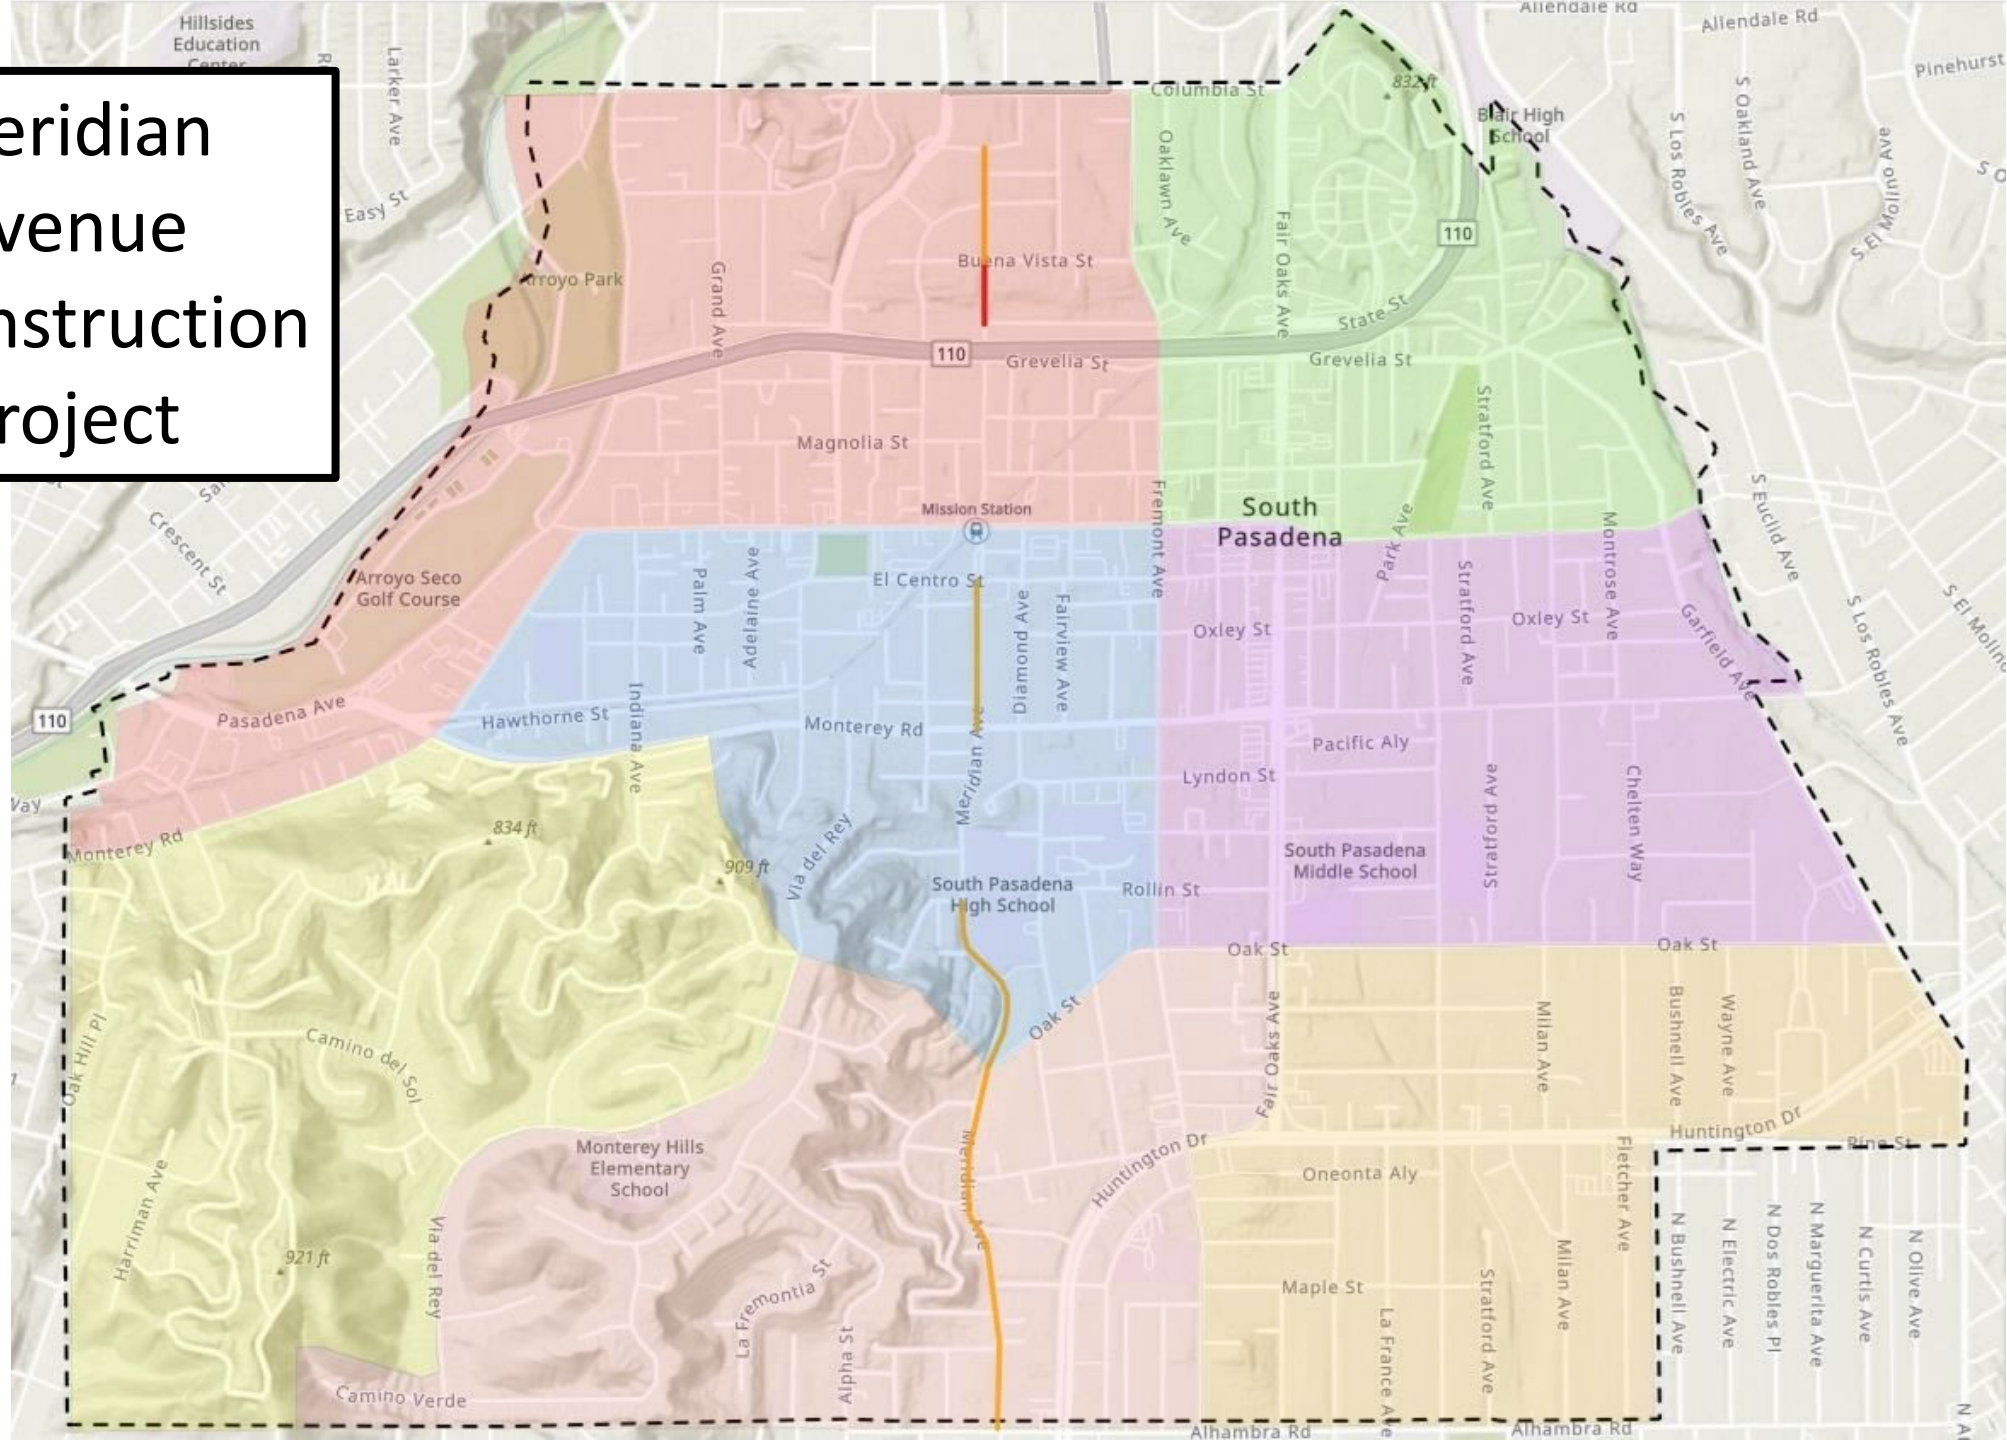 eridian
venue
nstruction
roject
Hillsides
Education
Center
Larker Ave
Easy St
Allendale Rd
Allendale Rd
Pinehurst
Columbia St
832 ft
Blair High
School
S Los Robles Ave
S Oakland Ave
S El Molino Ave
Oaklawn Ave
Fair Oaks Ave
110
Arroyo Park
Grand Ave
Buena Vista St
State St
110
Grevelia St
Grevelia St
Magnolia St
Stratford Ave
Mission Station
Fremont Ave
South
Pasadena
Park Ave
Montrose Ave
S Euclid Ave
Crescent St
Arroyo Seco
Golf Course
Palm Ave
Adelaine Ave
El Centro St
Diamond Ave
Fairview Ave
Oxley St
Stratford Ave
Oxley St
Garfield Ave
S Los Robles Ave
S El Molino
110
Pasadena Ave
Hawthorne St
Indiana Ave
Monterey Rd
Meridian Ave
Pacific Aly
Lyndon St
Stratford Ave
Chelten Way
Way
Monterey Rd
834 ft
909 ft
Via del Rey
South Pasadena
High School
Rollin St
South Pasadena
Middle School
Oak St
Oak St
Oak St
Oak Hill Pl
Camino del Sol
Fair Oaks Ave
Milan Ave
Bushnell Ave
Wayne Ave
Huntington Dr
Pine St
Monterey Hills
Elementary
School
Meridian Ave
Huntington Dr
Oneonta Aly
Fletcher Ave
Harriman Ave
921 ft
Via del Rey
La Fremontia St
Alpha St
Maple St
La France Ave
Stratford Ave
Milan Ave
N Bushnell Ave
N Electric Ave
N Dos Robles Pl
N Marguerita Ave
N Curtis Ave
N Olive Ave
Camino Verde
Alhambra Rd
Alhambra Rd